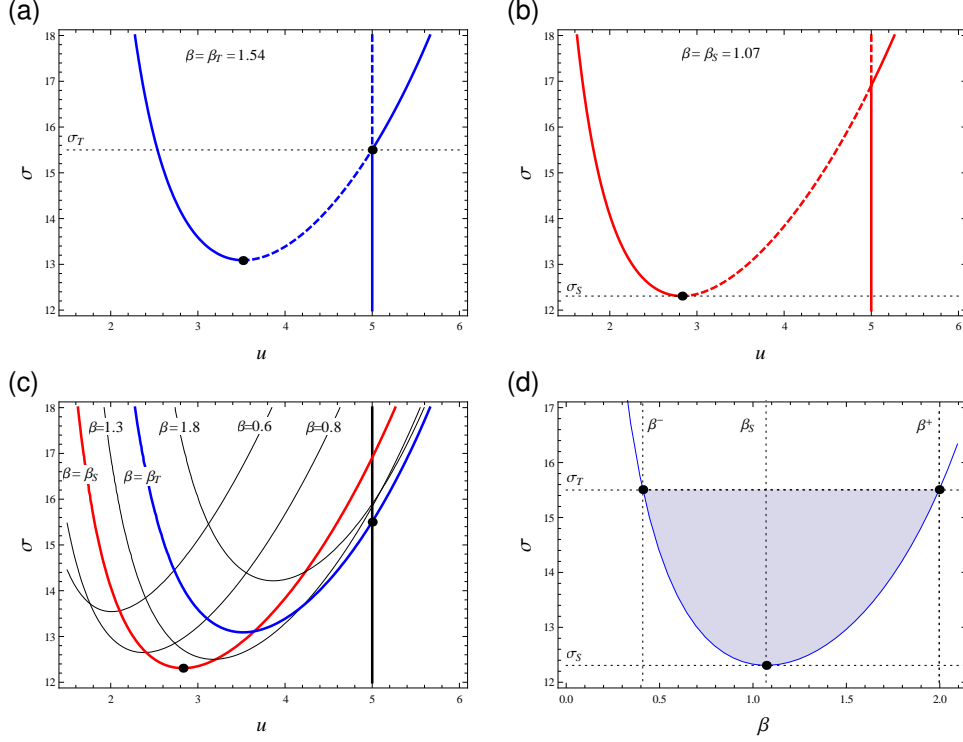 (a)
β = β_T = 1.54
σ_T
σ
18
17
16
15
14
13
12
2
3
4
5
6
u
(b)
β = β_S = 1.07
σ_S
σ
18
17
16
15
14
13
12
2
3
4
5
6
u
(c)
β=1.3
β = 1.8
β=0.6
β=0.8
β = β_S
β = β_T
σ
18
17
16
15
14
13
12
2
3
4
5
6
u
(d)
β⁻
β_S
β⁺
σ_T
σ_S
σ
17
16
15
14
13
12
0.0
0.5
1.0
1.5
2.0
β